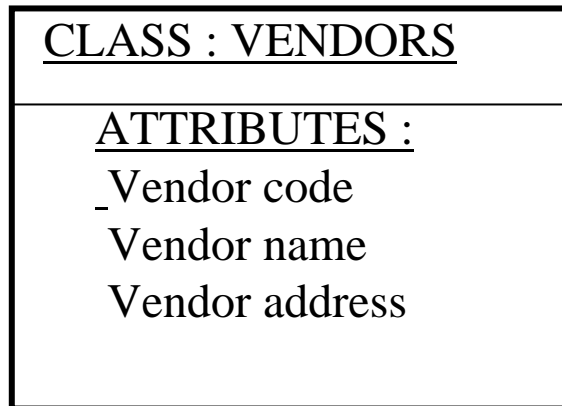 CLASS : VENDORS
ATTRIBUTES :
Vendor code
Vendor name
Vendor address